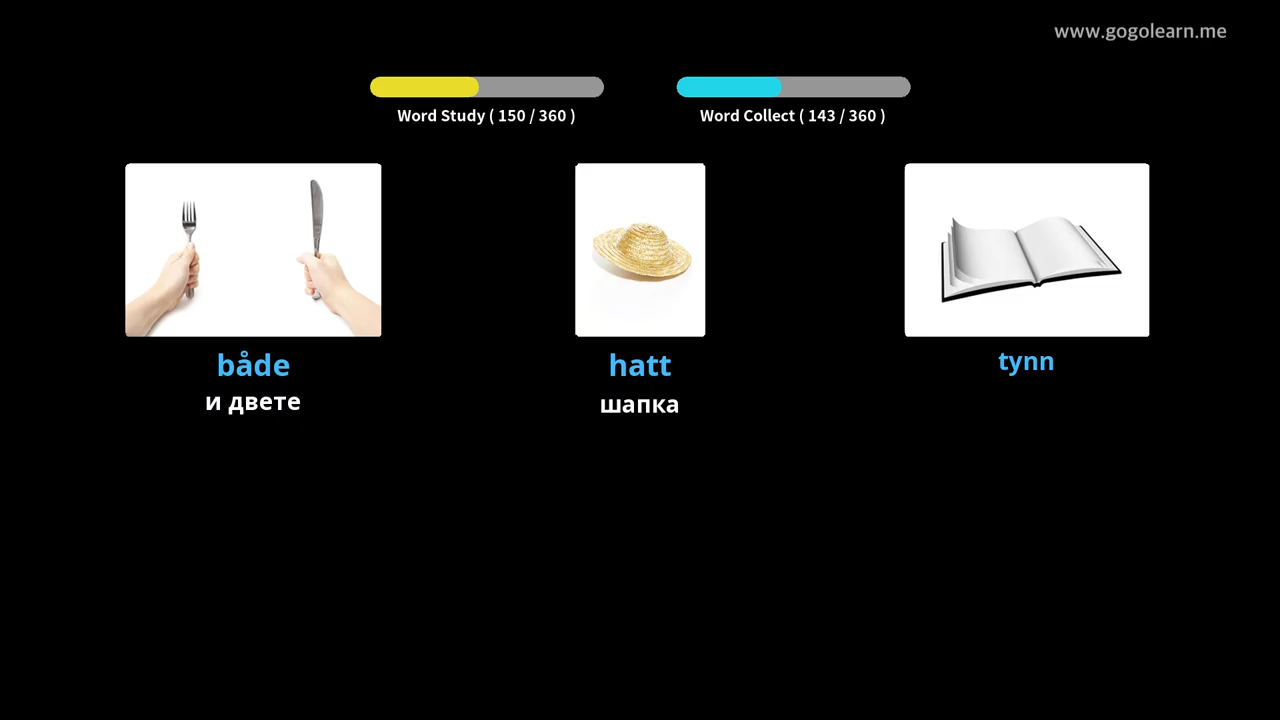 www.gogolearn.me
Word Study ( 150 / 360 )
Word Collect ( 143 / 360 )
både
hatt
tynn
и двете
шапка